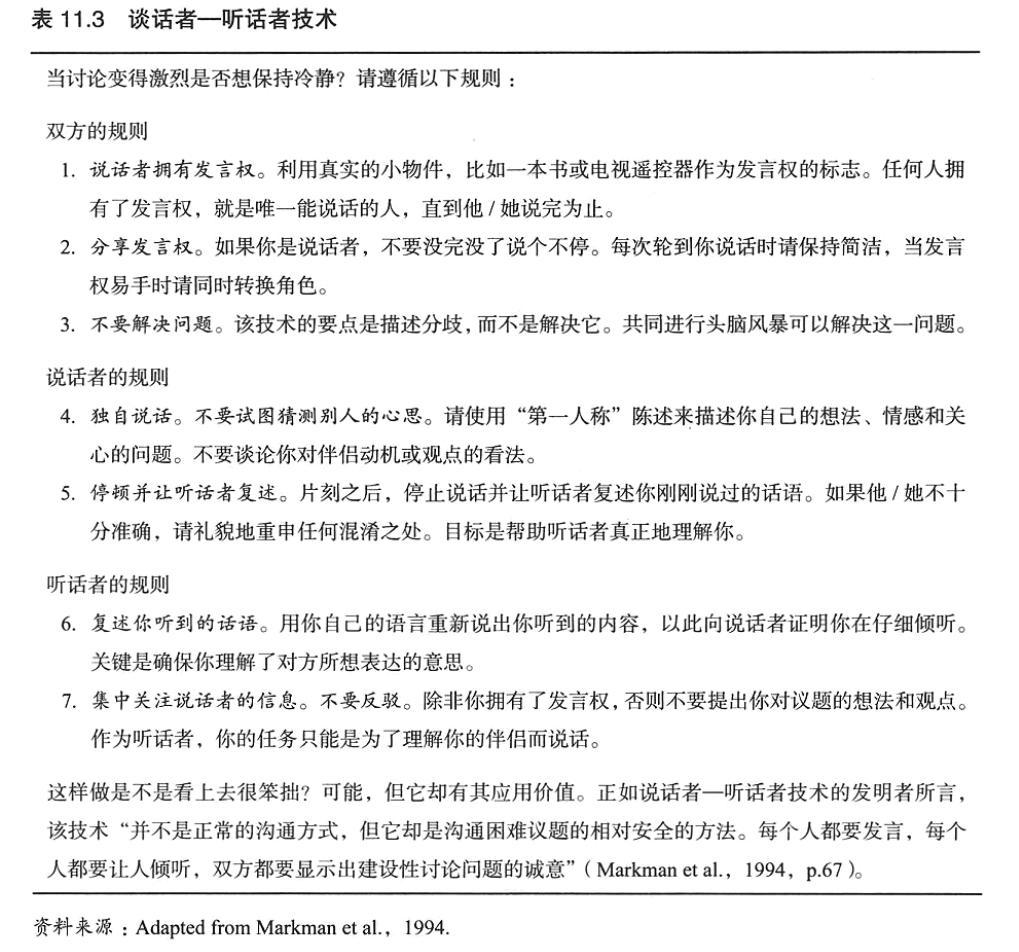 表 11.3 谈话者—听话者技术
当讨论变得激烈是否想保持冷静？请遵循以下规则：
双方的规则
1. 说话者拥有发言权。利用真实的小物件，比如一本书或电视遥控器作为发言权的标志。任何人拥
有了发言权，就是唯一能说话的人，直到他 / 她说完为止。
2. 分享发言权。如果你是说话者，不要没完没了说个不停。每次轮到你说话时请保持简洁，当发言
权易手时请同时转换角色。
3. 不要解决问题。该技术的要点是描述分歧，而不是解决它。共同进行头脑风暴可以解决这一问题。
说话者的规则
4. 独自说话。不要试图猜测别人的心思。请使用“第一人称”陈述来描述你自己的想法、情感和关
心的问题。不要谈论你对伴侣动机或观点的看法。
5. 停顿并让听话者复述。片刻之后，停止说话并让听话者复述你刚刚说过的话语。如果他 / 她不十
分准确，请礼貌地重申任何混淆之处。目标是帮助听话者真正地理解你。
听话者的规则
6. 复述你听到的话语。用你自己的语言重新说出你听到的内容，以此向说话者证明你在仔细倾听。
关键是确保你理解了对方所想表达的意思。
7. 集中关注说话者的信息。不要反驳。除非你拥有了发言权，否则不要提出你对议题的想法和观点。
作为听话者，你的任务只能是为了理解你的伴侣而说话。
这样做是不是看上去很笨拙？可能，但它却有其应用价值。正如说话者—听话者技术的发明者所言，
该技术“并不是正常的沟通方式，但它却是沟通困难议题的相对安全的方法。每个人都要发言，每个
人都要让人倾听，双方都要显示出建设性讨论问题的诚意”（Markman et al.，1994，p.67）。
资料来源：Adapted from Markman et al.，1994.